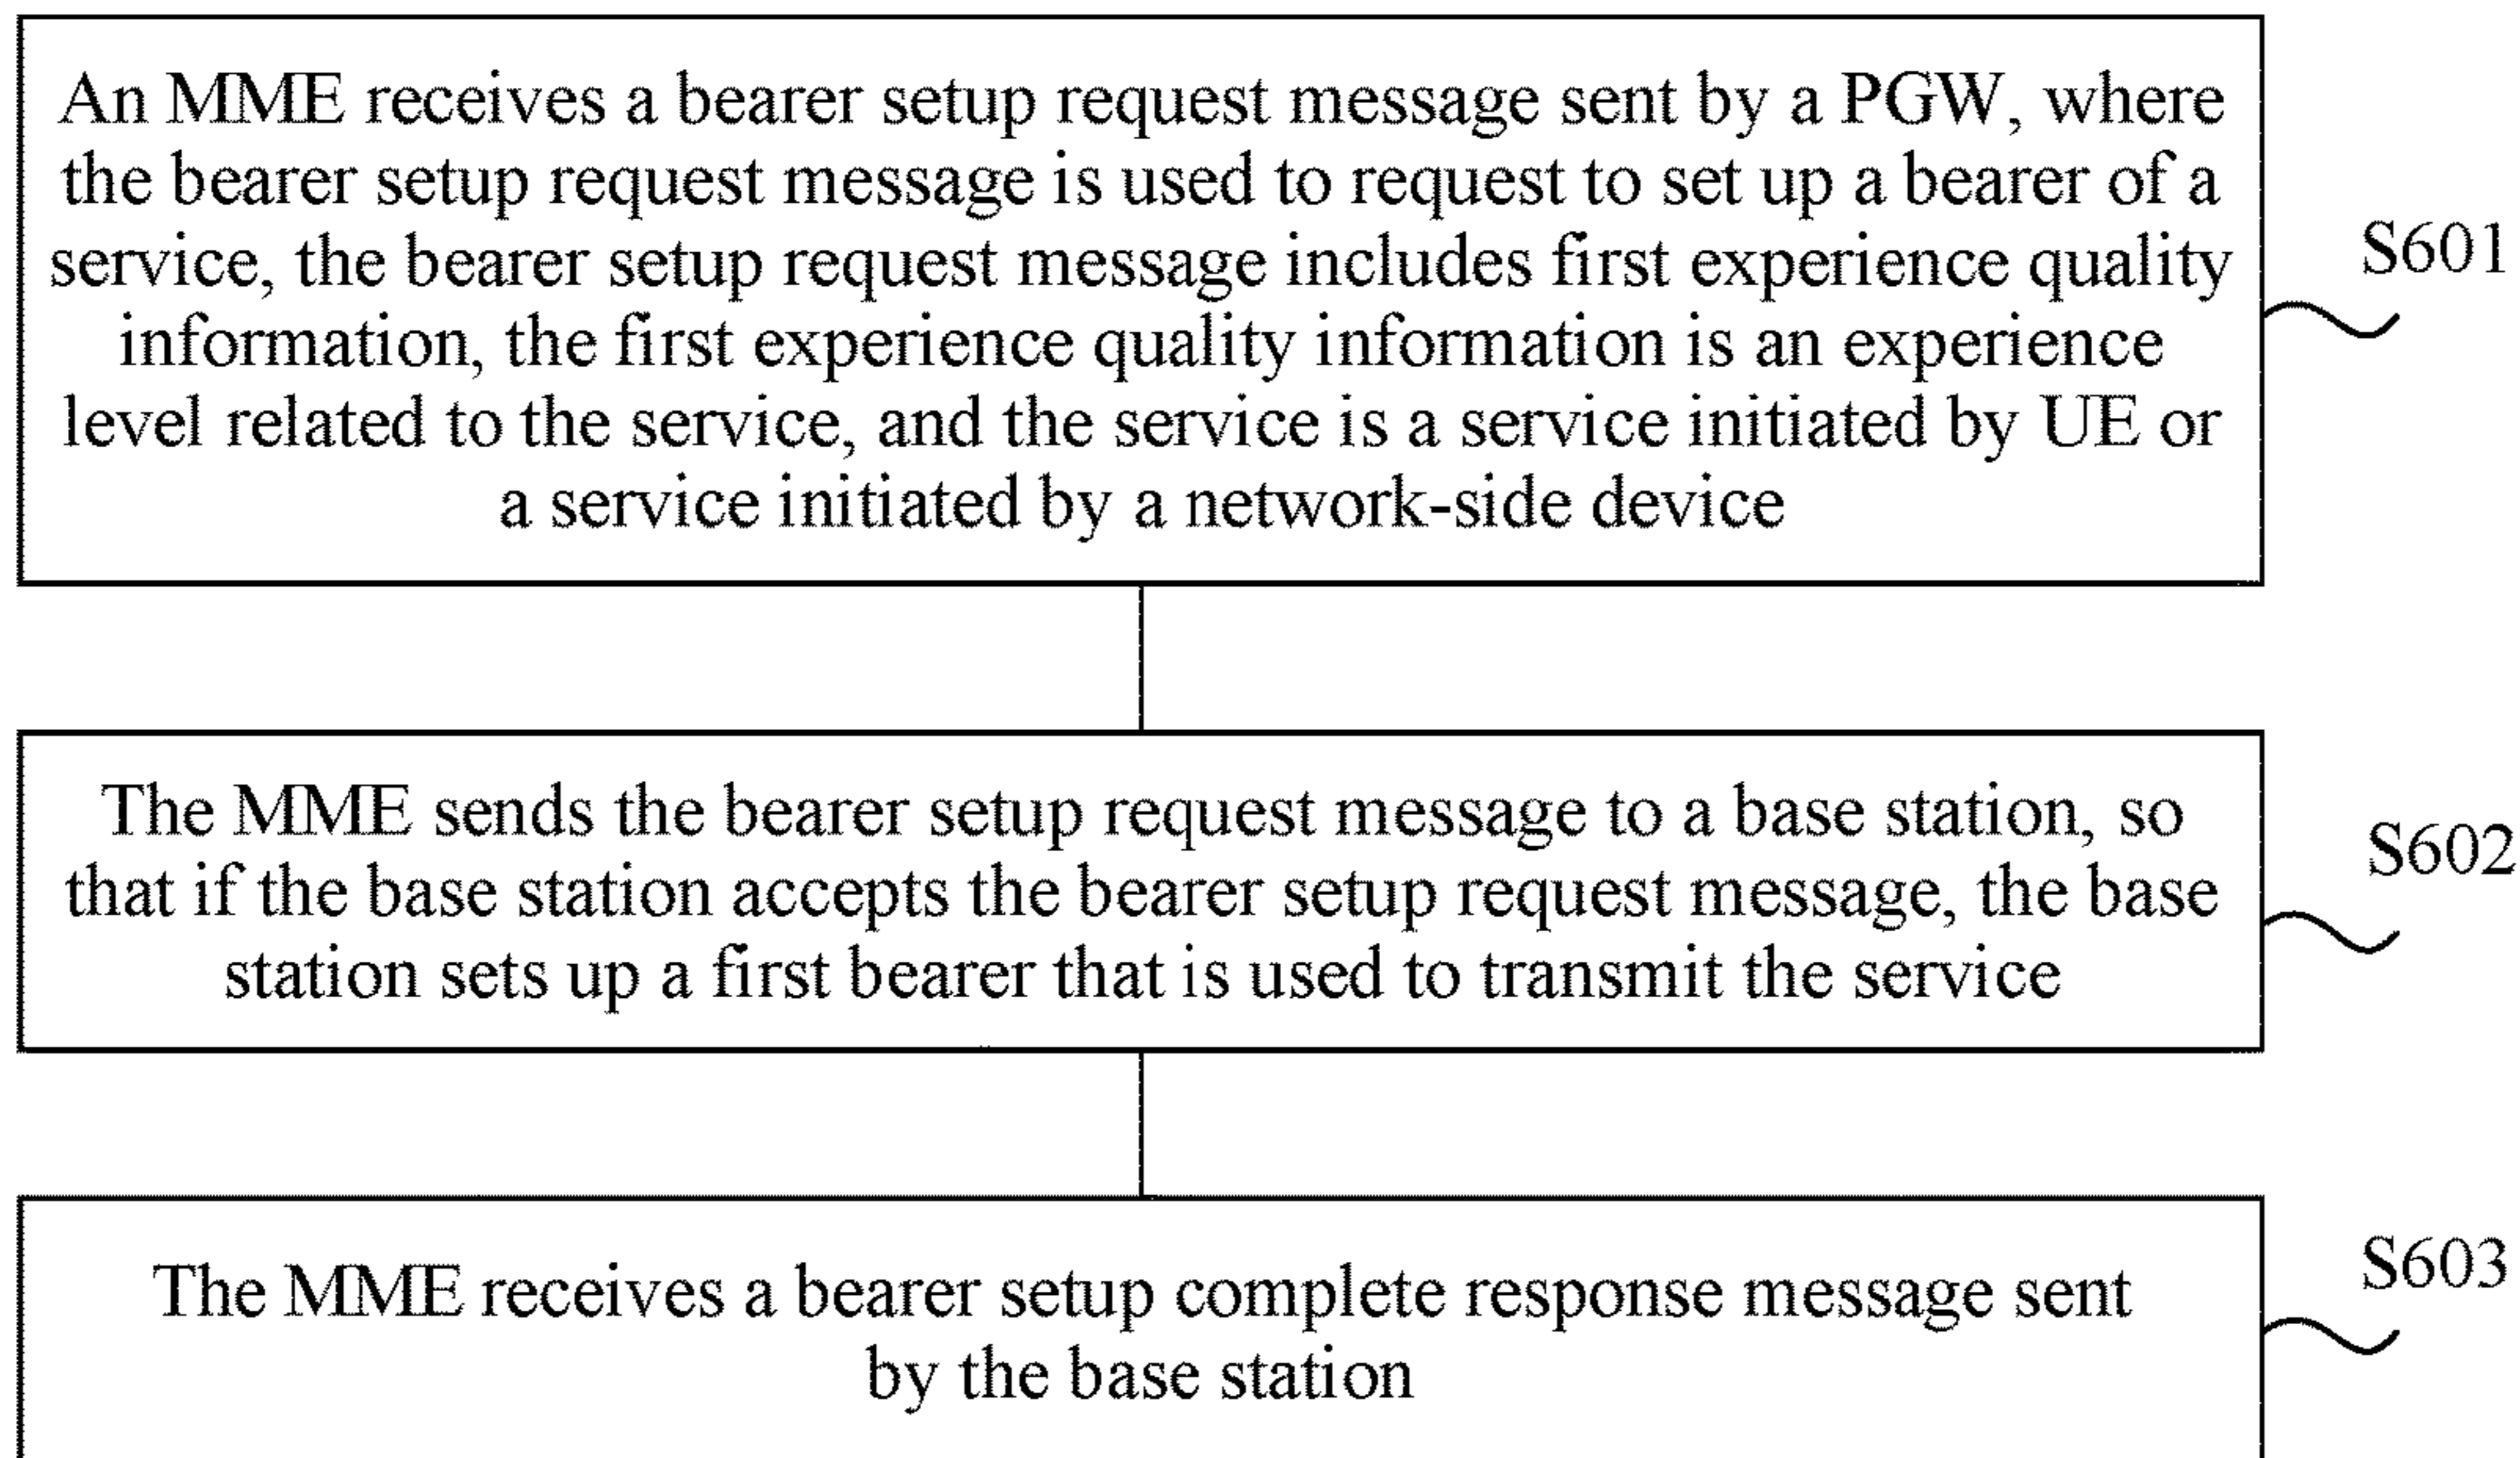 An MME receives a bearer setup request message sent by a PGW, where
the bearer setup request message is used to request to set up a bearer of a
service, the bearer setup request message includes first experience quality
information, the first experience quality information is an experience
level related to the service, and the service is a service initiated by UE or
a service initiated by a network-side device
S601
The MME sends the bearer setup request message to a base station, so
that if the base station accepts the bearer setup request message, the base
station sets up a first bearer that is used to transmit the service
S602
The MME receives a bearer setup complete response message sent
by the base station
S603